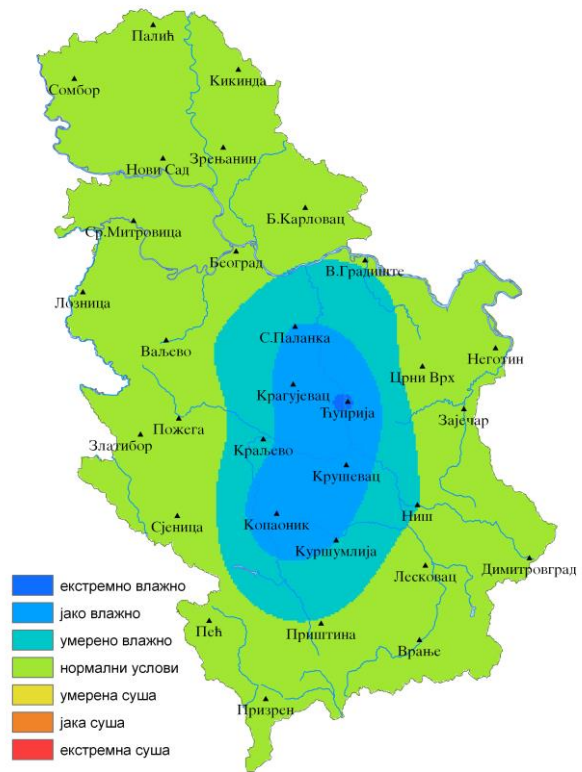 Палић
Сомбор
Кикинда
Нови Сад
Зрењанин
Б.Карловац
Ср.Митровица
Београд
В.Градиште
Лозница
С.Паланка
Ваљево
Неготин
Црни Врх
Крагујевац
Ћуприја
Зајечар
Пожега
Златибор
Краљево
Крушевац
Ниш
Копаоник
Сјеница
Куршумлија
Димитровград
Лесковац
екстремно влажно
јако влажно
умерено влажно
Пећ
Приштина
Врање
нормални услови
умерена суша
Призрен
јака суша
екстремна суша